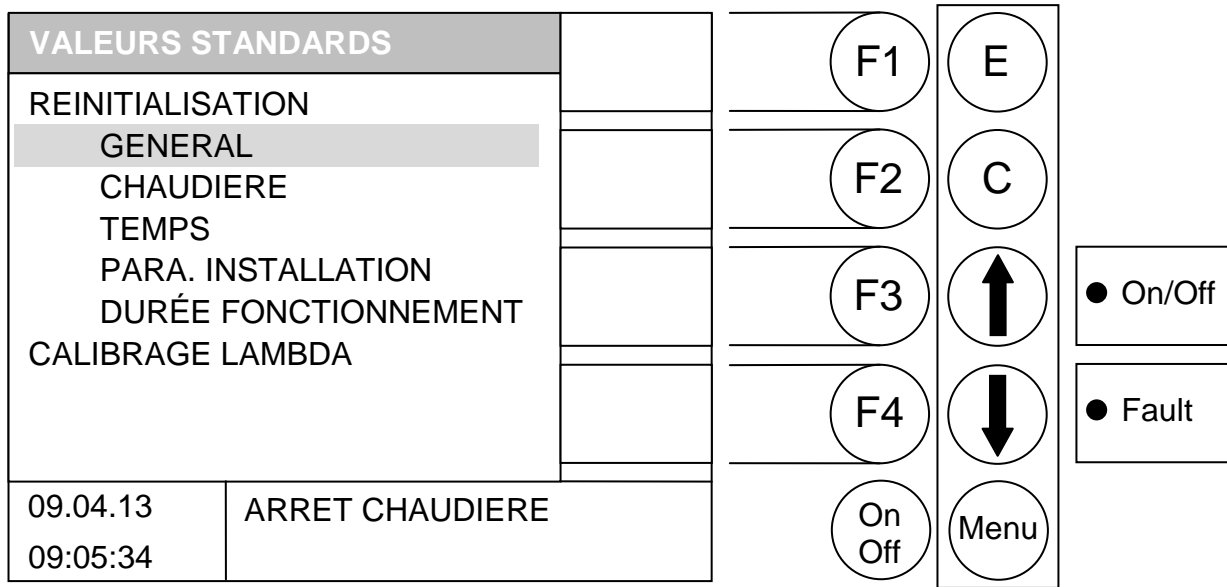 VALEURS STANDARDS
REINITIALISATION
GENERAL
CHAUDIERE
TEMPS
PARA. INSTALLATION
DURÉE FONCTIONNEMENT
CALIBRAGE LAMBDA
09.04.13
09:05:34
ARRET CHAUDIERE
F1
E
F2
C
F3
F4
On
Off
Menu
On/Off
Fault